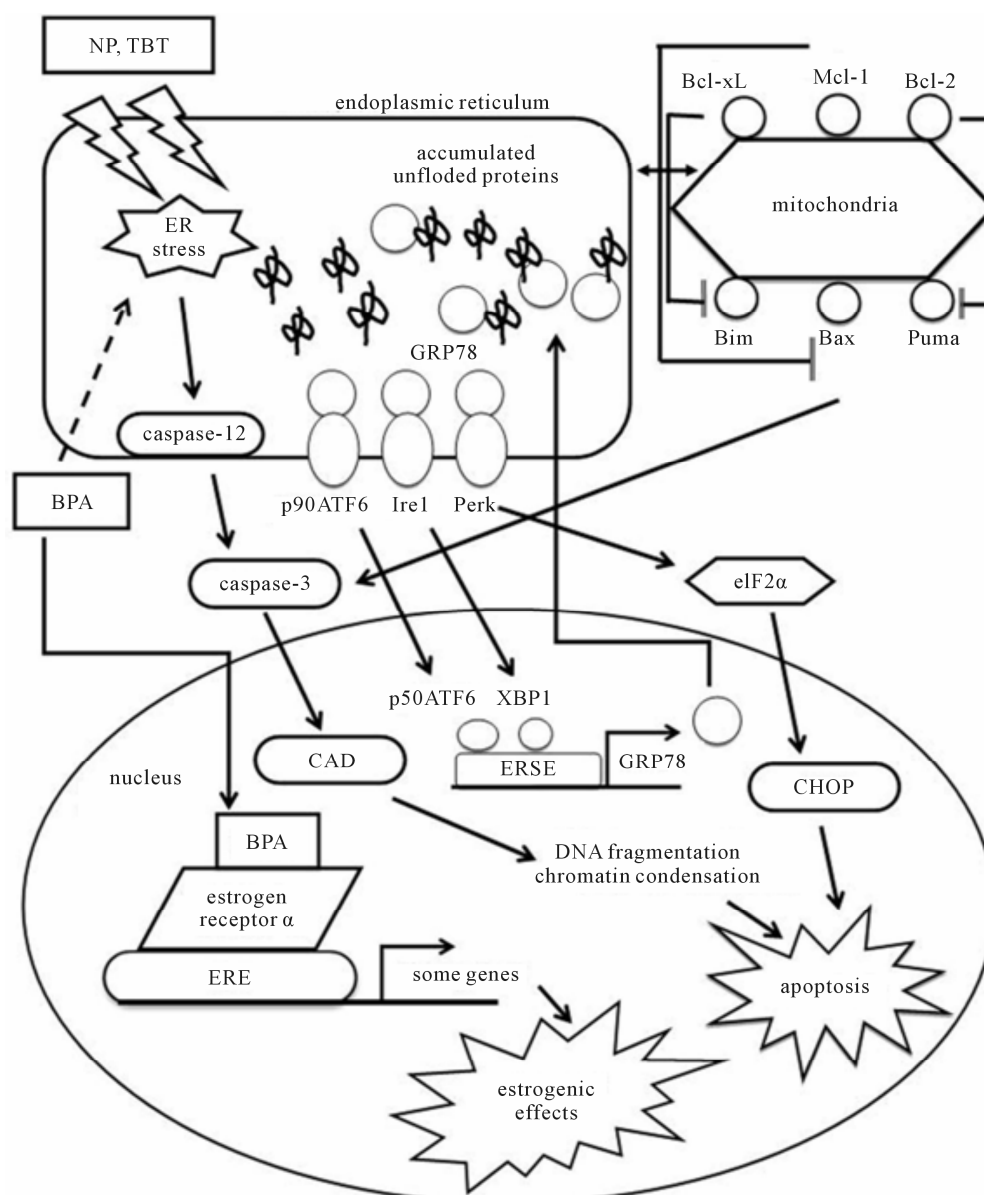 NP, TBT
endoplasmic reticulum
Bcl-xL
Mcl-1
Bcl-2
accumulated
unfloded proteins
ER
stress
mitochondria
GRP78
Bim
Bax
Puma
caspase-12
BPA
p90ATF6
Ire1
Perk
caspase-3
elF2α
p50ATF6
XBP1
nucleus
CAD
ERSE
GRP78
CHOP
BPA
DNA fragmentation
chromatin condensation
estrogen
receptor α
ERE
some genes
apoptosis
estrogenic
effects